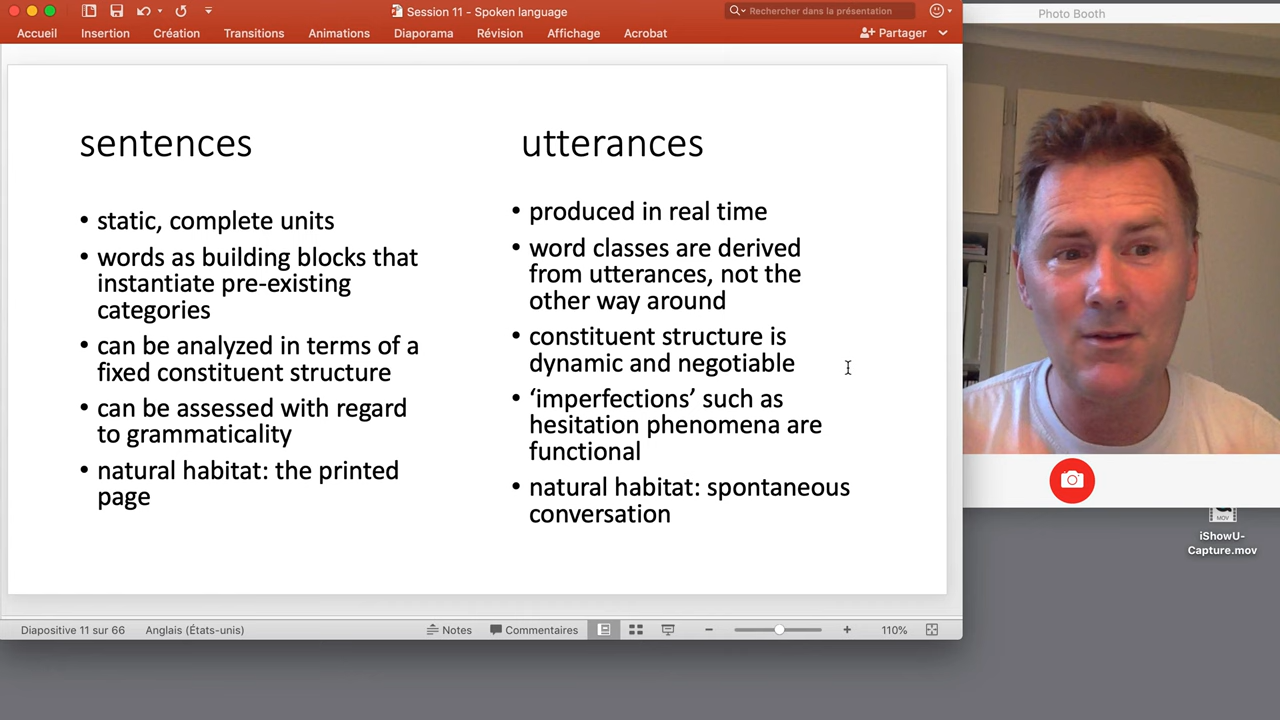 Session 11 - Spoken language
Rechercher dans la présentation
Photo Booth
Accueil Insertion Création Transitions Animations Diaporama Révision Affichage Acrobat Partager
sentences
• static, complete units
• words as building blocks that
instantiate pre-existing
categories
• can be analyzed in terms of a
fixed constituent structure
• can be assessed with regard
to grammaticality
• natural habitat: the printed
page
utterances
• produced in real time
• word classes are derived
from utterances, not the
other way around
• constituent structure is
dynamic and negotiable
• ‘imperfections’ such as
hesitation phenomena are
functional
• natural habitat: spontaneous
conversation
MOV
iShowU-
Capture.mov
Diapositive 11 sur 66 Anglais (États-unis) Notes Commentaires 110%